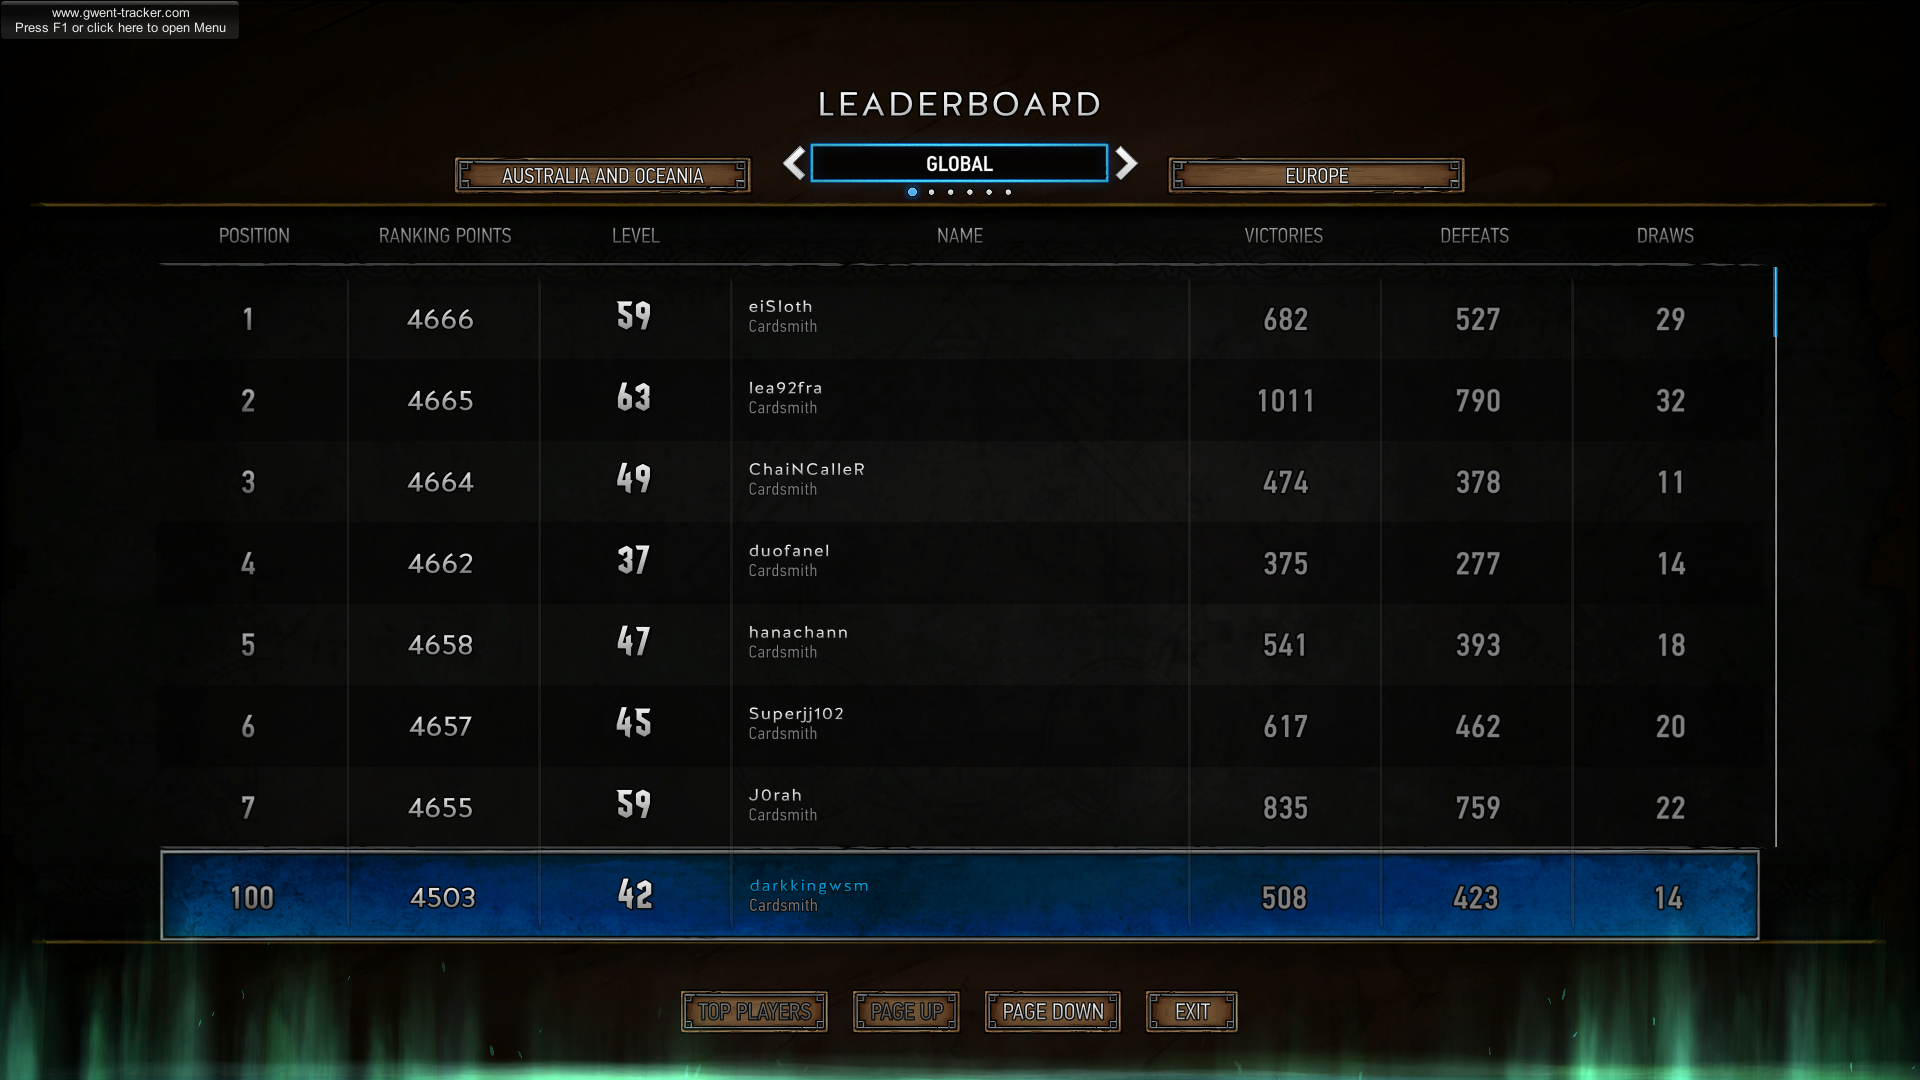 www.gwent-tracker.com
Press F1 or click here to open Menu
LEADERBOARD
AUSTRALIA AND OCEANIA
GLOBAL
EUROPE
POSITION RANKING POINTS LEVEL NAME VICTORIES DEFEATS DRAWS
1 4666 59 eiSloth 682 527 29
Cardsmith
2 4665 63 lea92fra 1011 790 32
Cardsmith
3 4664 49 ChaiNCalleR 474 378 11
Cardsmith
4 4662 37 duofanel 375 277 14
Cardsmith
5 4658 47 hanachann 541 393 18
Cardsmith
6 4657 45 Superjj102 617 462 20
Cardsmith
7 4655 59 J0rah 835 759 22
Cardsmith
100 4503 42 darkkingwsm 508 423 14
Cardsmith
TOP PLAYERS PAGE UP PAGE DOWN EXIT